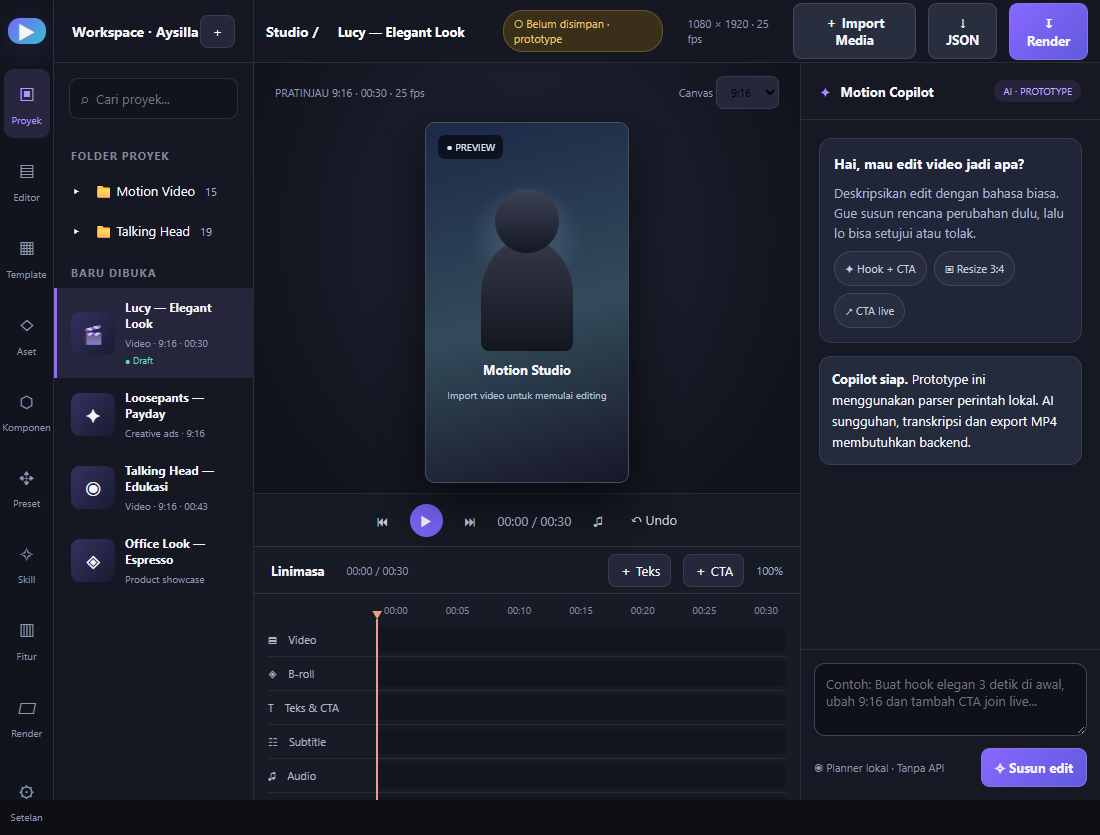 Workspace · Aysilla
+
Studio /
Lucy — Elegant Look
Belum disimpan ·
prototype
1080 × 1920 · 25
fps
+ Import
Media
↓
JSON
↧
Render
Proyek
Editor
Template
Aset
Komponen
Preset
Skill
Fitur
Render
Setelan
Cari proyek...
FOLDER PROYEK
Motion Video 15
Talking Head 19
BARU DIBUKA
Lucy — Elegant
Look
Video · 9:16 · 00:30
● Draft
Loosepants —
Payday
Creative ads · 9:16
Talking Head —
Edukasi
Video · 9:16 · 00:43
Office Look —
Espresso
Product showcase
PRATINJAU 9:16 · 00:30 · 25 fps
Canvas 9:16
● PREVIEW
Motion Studio
Import video untuk memulai editing
00:00 / 00:30
↶ Undo
Linimasa
00:00 / 00:30
+ Teks
+ CTA
100%
00:00 00:05 00:10 00:15 00:20 00:25 00:30
Video
B-roll
T Teks & CTA
Subtitle
Audio
✦ Motion Copilot
AI · PROTOTYPE
Hai, mau edit video jadi apa?
Deskripsikan edit dengan bahasa biasa.
Gue susun rencana perubahan dulu, lalu
lo bisa setujui atau tolak.
✦ Hook + CTA
▣ Resize 3:4
↗ CTA live
Copilot siap. Prototype ini
menggunakan parser perintah lokal. AI
sungguhan, transkripsi dan export MP4
membutuhkan backend.
Contoh: Buat hook elegan 3 detik di awal,
ubah 9:16 dan tambah CTA join live...
◉ Planner lokal · Tanpa API
✧ Susun edit